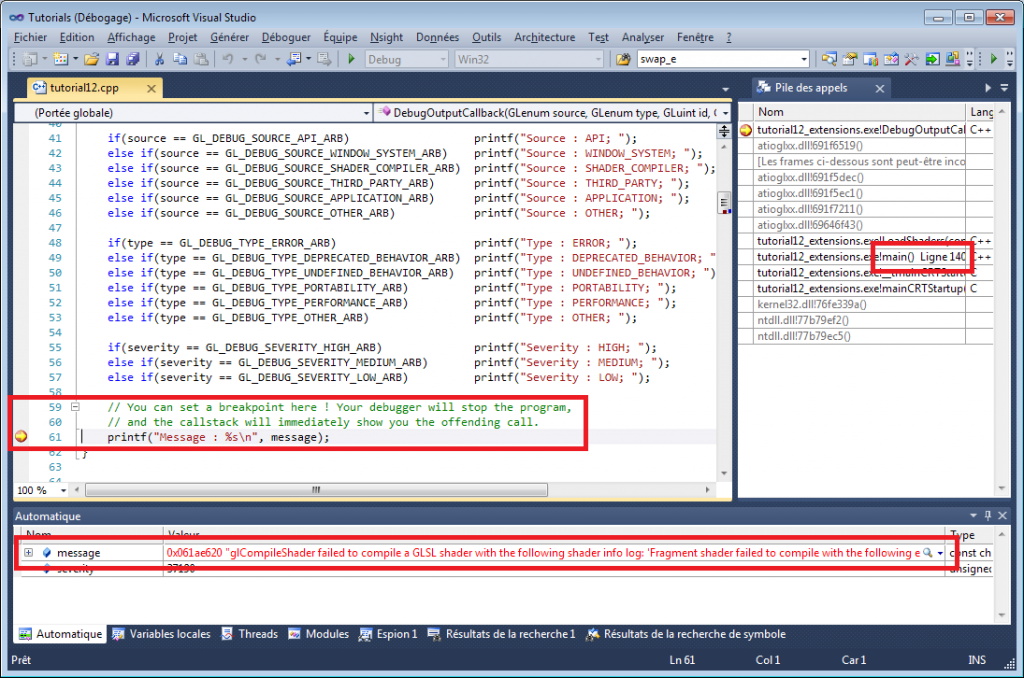 Tutorials (Débogage) - Microsoft Visual Studio
Fichier Edition Affichage Projet Générer Déboguer Équipe Nsight Données Outils Architecture Test Analyser Fenêtre ?
Debug Win32 swap_e
tutorial12.cpp
(Portée globale) DebugOutputCallback(GLenum source, GLenum type, GLuint id, (
41 if(source == GL_DEBUG_SOURCE_API_ARB) printf("Source : API; ");
42 else if(source == GL_DEBUG_SOURCE_WINDOW_SYSTEM_ARB) printf("Source : WINDOW_SYSTEM; ");
43 else if(source == GL_DEBUG_SOURCE_SHADER_COMPILER_ARB) printf("Source : SHADER_COMPILER; ");
44 else if(source == GL_DEBUG_SOURCE_THIRD_PARTY_ARB) printf("Source : THIRD_PARTY; ");
45 else if(source == GL_DEBUG_SOURCE_APPLICATION_ARB) printf("Source : APPLICATION; ");
46 else if(source == GL_DEBUG_SOURCE_OTHER_ARB) printf("Source : OTHER; ");
47
48 if(type == GL_DEBUG_TYPE_ERROR_ARB) printf("Type : ERROR; ");
49 else if(type == GL_DEBUG_TYPE_DEPRECATED_BEHAVIOR_ARB) printf("Type : DEPRECATED_BEHAVIOR; "
50 else if(type == GL_DEBUG_TYPE_UNDEFINED_BEHAVIOR_ARB) printf("Type : UNDEFINED_BEHAVIOR; ")
51 else if(type == GL_DEBUG_TYPE_PORTABILITY_ARB) printf("Type : PORTABILITY; ");
52 else if(type == GL_DEBUG_TYPE_PERFORMANCE_ARB) printf("Type : PERFORMANCE; ");
53 else if(type == GL_DEBUG_TYPE_OTHER_ARB) printf("Type : OTHER; ");
54
55 if(severity == GL_DEBUG_SEVERITY_HIGH_ARB) printf("Severity : HIGH; ");
56 else if(severity == GL_DEBUG_SEVERITY_MEDIUM_ARB) printf("Severity : MEDIUM; ");
57 else if(severity == GL_DEBUG_SEVERITY_LOW_ARB) printf("Severity : LOW; ");
58
59 // You can set a breakpoint here ! Your debugger will stop the program,
60 // and the callstack will immediately show you the offending call.
61 printf("Message : %s\n", message);
62 }
63
100 %
Pile des appels
Nom Lang
tutorial12_extensions.exe!DebugOutputCal C++
atioglxx.dll!691f6519()
[Les frames ci-dessous sont peut-être inco
atioglxx.dll!691f5dec()
atioglxx.dll!691f5ec1()
atioglxx.dll!691f7211()
atioglxx.dll!69646f43()
tutorial12_extensions.exe!LoadShaders(con C++
tutorial12_extensions.exe!main() Ligne 140 C++
tutorial12_extensions.exe!__tmainCRTStart C
tutorial12_extensions.exe!mainCRTStartup( C
kernel32.dll!76fe339a()
ntdll.dll!77b79ef2()
ntdll.dll!77b79ec5()
Automatique
Nom Valeur Type
message 0x061ae620 "glCompileShader failed to compile a GLSL shader with the following shader info log: 'Fragment shader failed to compile with the following e const ch
severity 37190 unsigned
Automatique Variables locales Threads Modules Espion 1 Résultats de la recherche 1 Résultats de la recherche de symbole
Prêt Ln 61 Col 1 Car 1 INS